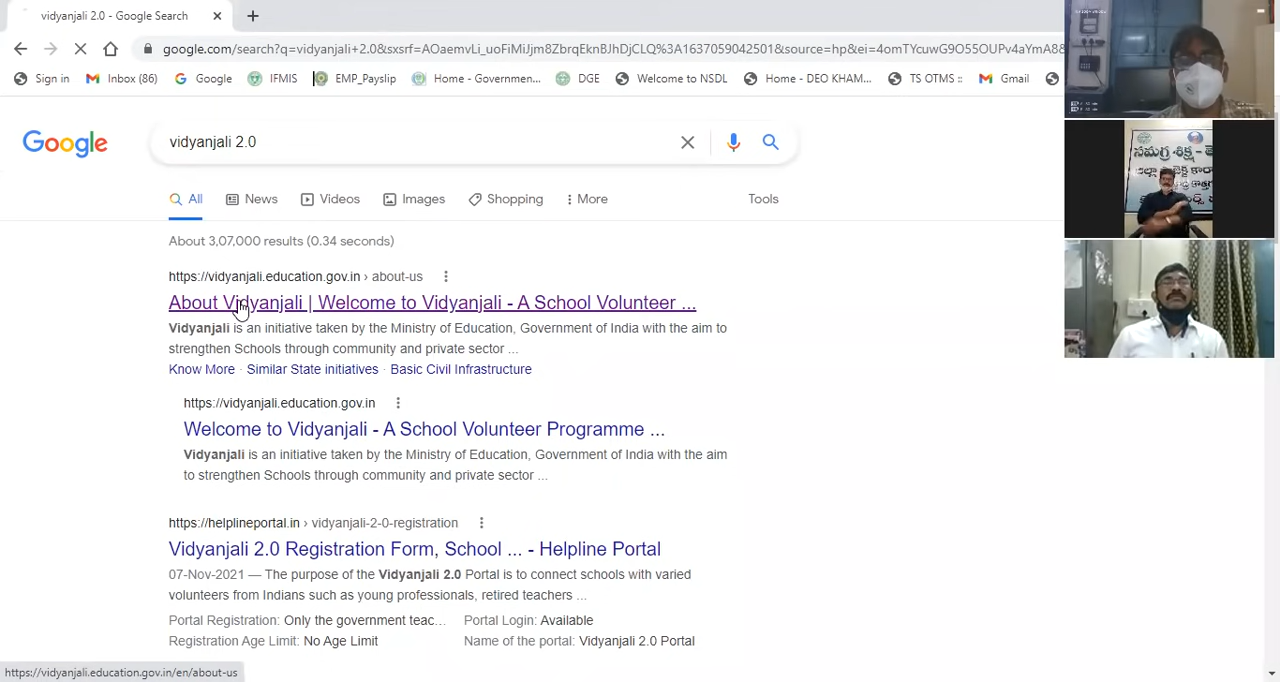 vidyanjali 2.0 - Google Search
google.com/search?q=vidyanjali+2.0&sxsrf=AOaemvLi_uoFiMiJjm8ZbrqEknBJhDjCLQ%3A1637059042501&source=hp&ei=4omTYcuwG9O55OUPv4aYmA8&
Sign in
Inbox (86)
Google
IFMIS
EMP_Payslip
Home - Governmen...
DGE
Welcome to NSDL
Home - DEO KHAM...
TS OTMS ::
Gmail
Google
vidyanjali 2.0
All
News
Videos
Images
Shopping
More
Tools
About 3,07,000 results (0.34 seconds)
https://vidyanjali.education.gov.in › about-us
About Vidyanjali | Welcome to Vidyanjali - A School Volunteer ...
Vidyanjali is an initiative taken by the Ministry of Education, Government of India with the aim to
strengthen Schools through community and private sector ...
Know More · Similar State initiatives · Basic Civil Infrastructure
https://vidyanjali.education.gov.in
Welcome to Vidyanjali - A School Volunteer Programme ...
Vidyanjali is an initiative taken by the Ministry of Education, Government of India with the aim
to strengthen Schools through community and private sector ...
https://helplineportal.in › vidyanjali-2-0-registration
Vidyanjali 2.0 Registration Form, School ... - Helpline Portal
07-Nov-2021 — The purpose of the Vidyanjali 2.0 Portal is to connect schools with varied
volunteers from Indians such as young professionals, retired teachers ...
Portal Registration: Only the government teac...
Portal Login: Available
Registration Age Limit: No Age Limit
Name of the portal: Vidyanjali 2.0 Portal
https://vidyanjali.education.gov.in/en/about-us
సమగ్ర శిక్ష - తె